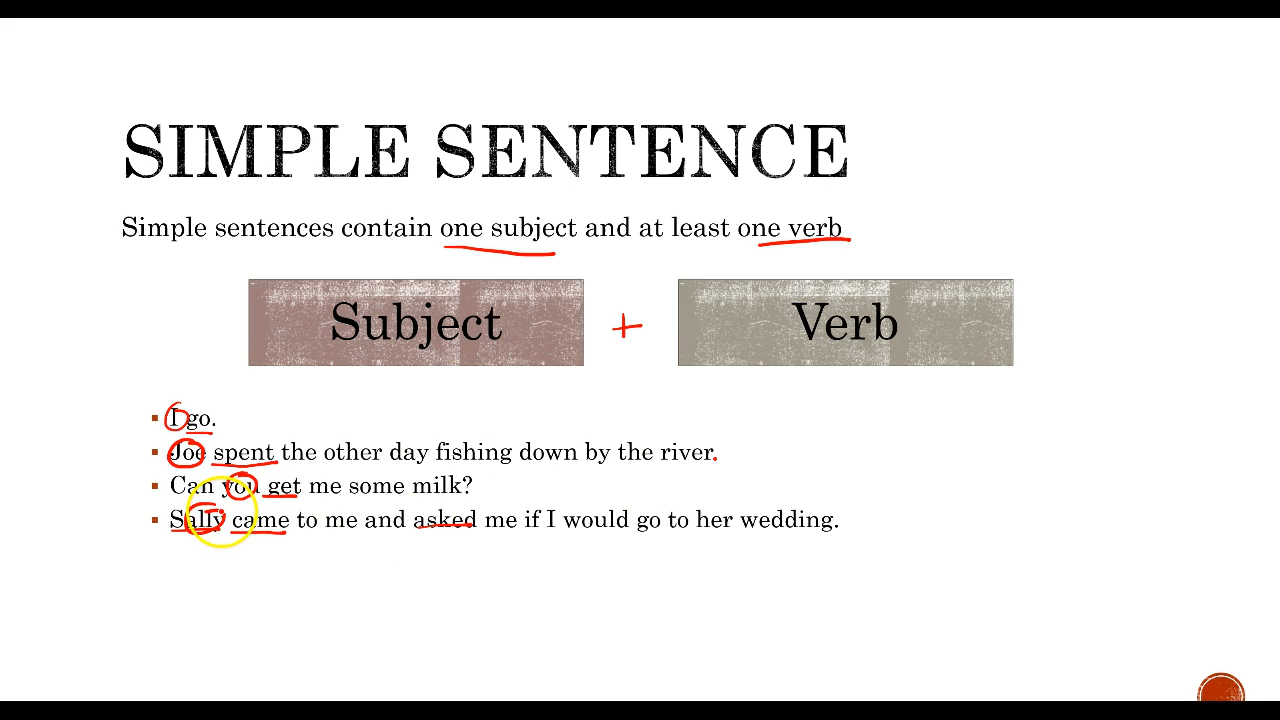 SIMPLE SENTENCE
Simple sentences contain one subject and at least one verb
Subject + Verb
I go.
Joe spent the other day fishing down by the river.
Can you get me some milk?
Sally came to me and asked me if I would go to her wedding.